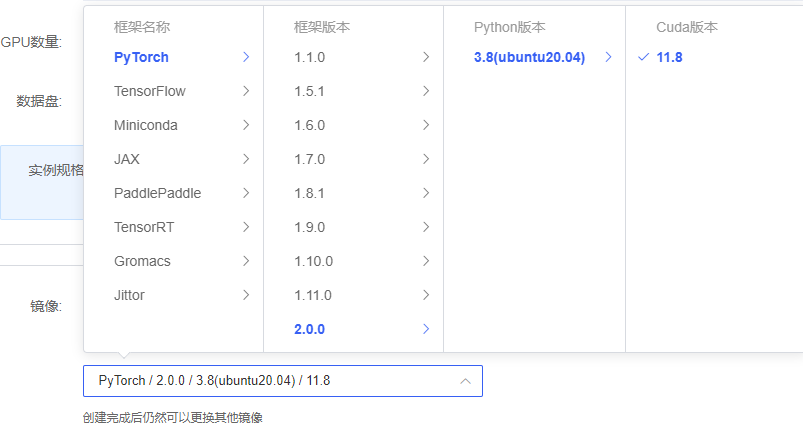 框架名称 框架版本 Python版本 Cuda版本
GPU数量:
PyTorch 1.1.0 3.8(ubuntu20.04) 11.8
TensorFlow 1.5.1
数据盘:
Miniconda 1.6.0
JAX 1.7.0
实例规格
PaddlePaddle 1.8.1
TensorRT 1.9.0
Gromacs 1.10.0
Jittor 1.11.0
镜像:
2.0.0
PyTorch / 2.0.0 / 3.8(ubuntu20.04) / 11.8
创建完成后仍然可以更换其他镜像